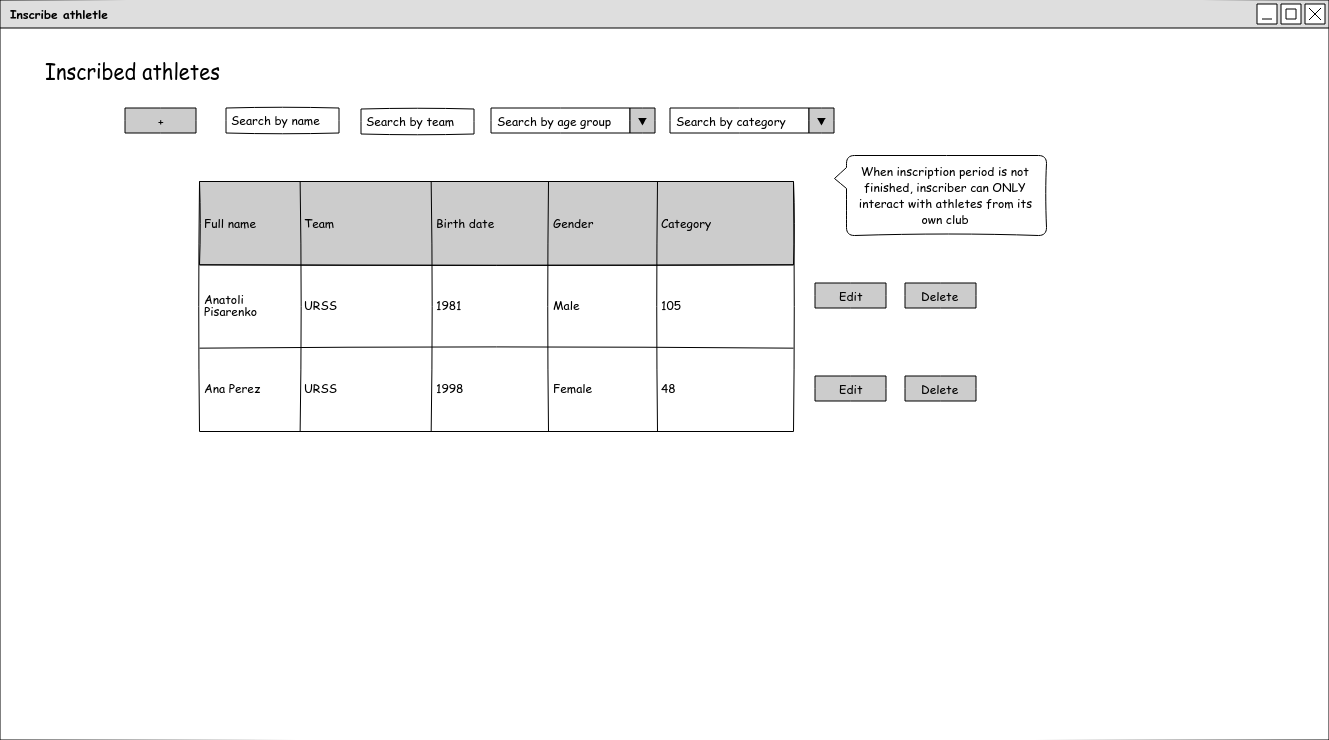 Inscribe athletle
Inscribed athletes
+
Search by name
Search by team
Search by age group
Search by category
When inscription period is not
finished, inscriber can ONLY
interact with athletes from its
own club
Full name
Team
Birth date
Gender
Category
Anatoli
Pisarenko
URSS
1981
Male
105
Edit
Delete
Ana Perez
URSS
1998
Female
48
Edit
Delete